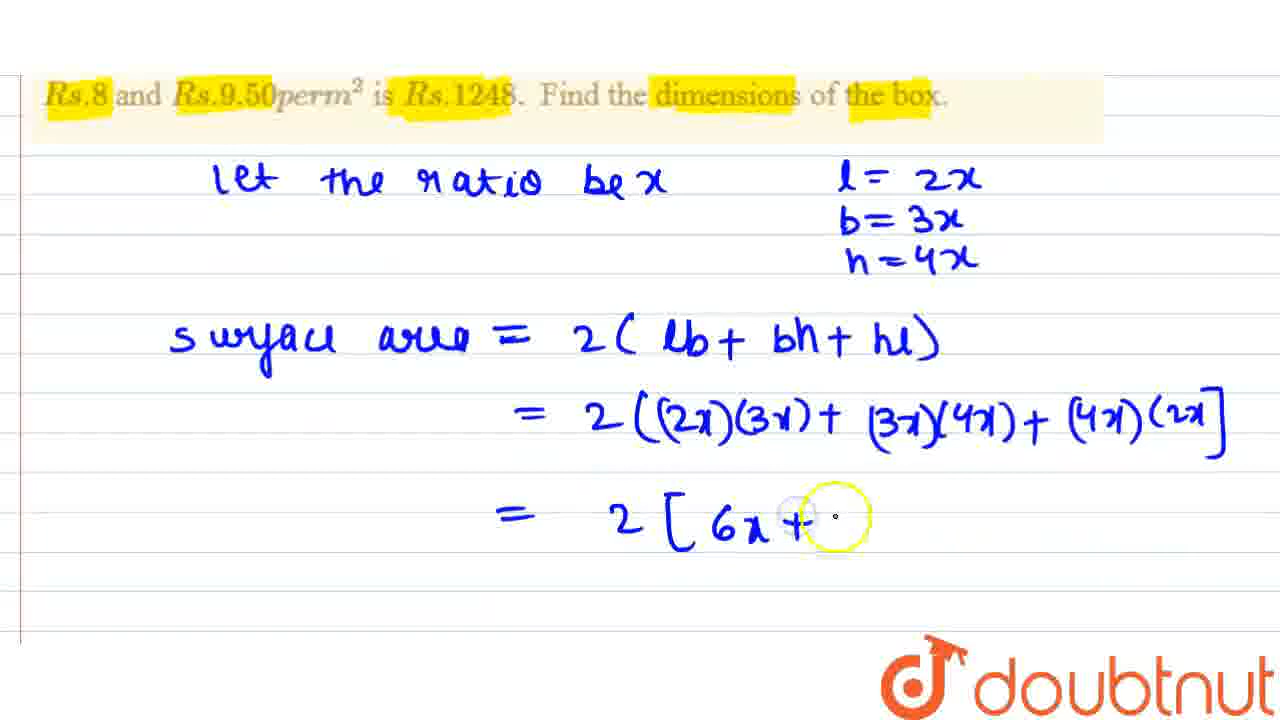 Rs.8 and Rs.9.50perm² is Rs.1248. Find the dimensions of the box.
let the ratio be x
l = 2x
b = 3x
h = 4x
surface area = 2( lb + bh + hl)
= 2((2x)(3x) + (3x)(4x) + (4x)(2x]
= 2 [ 6x +
doubtnut